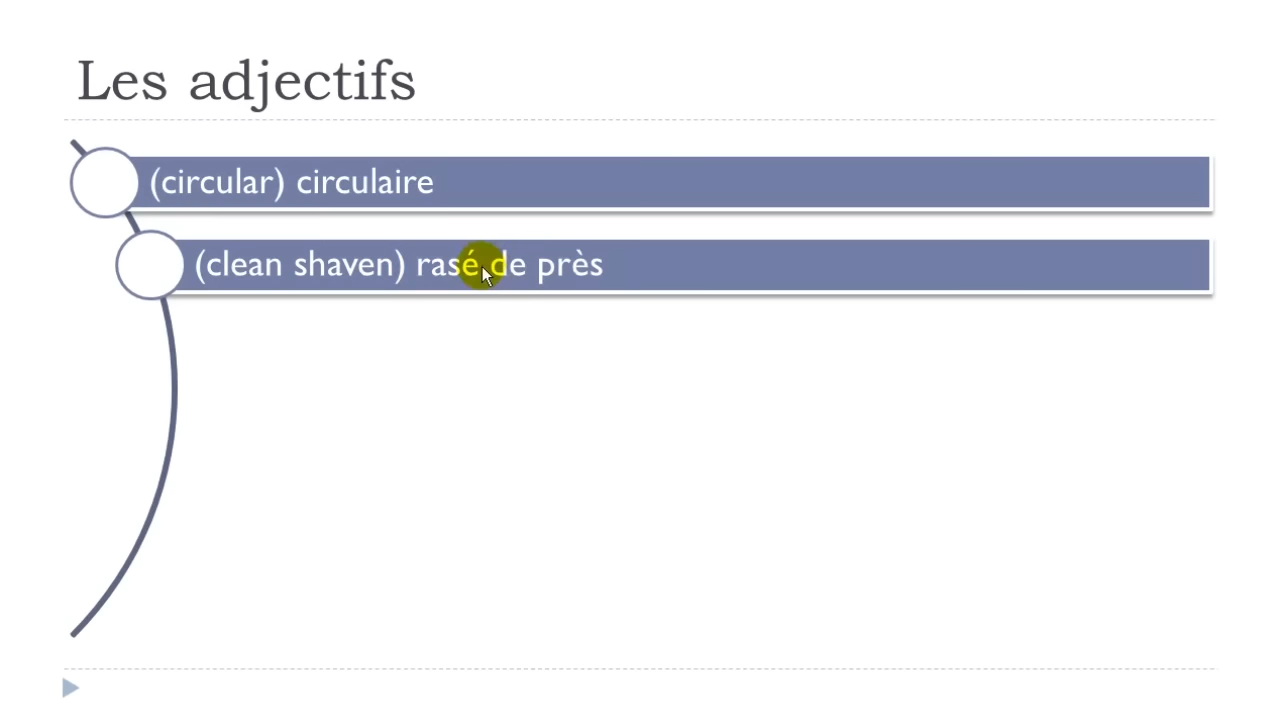 Les adjectifs
(circular) circulaire
(clean shaven) rasé de près